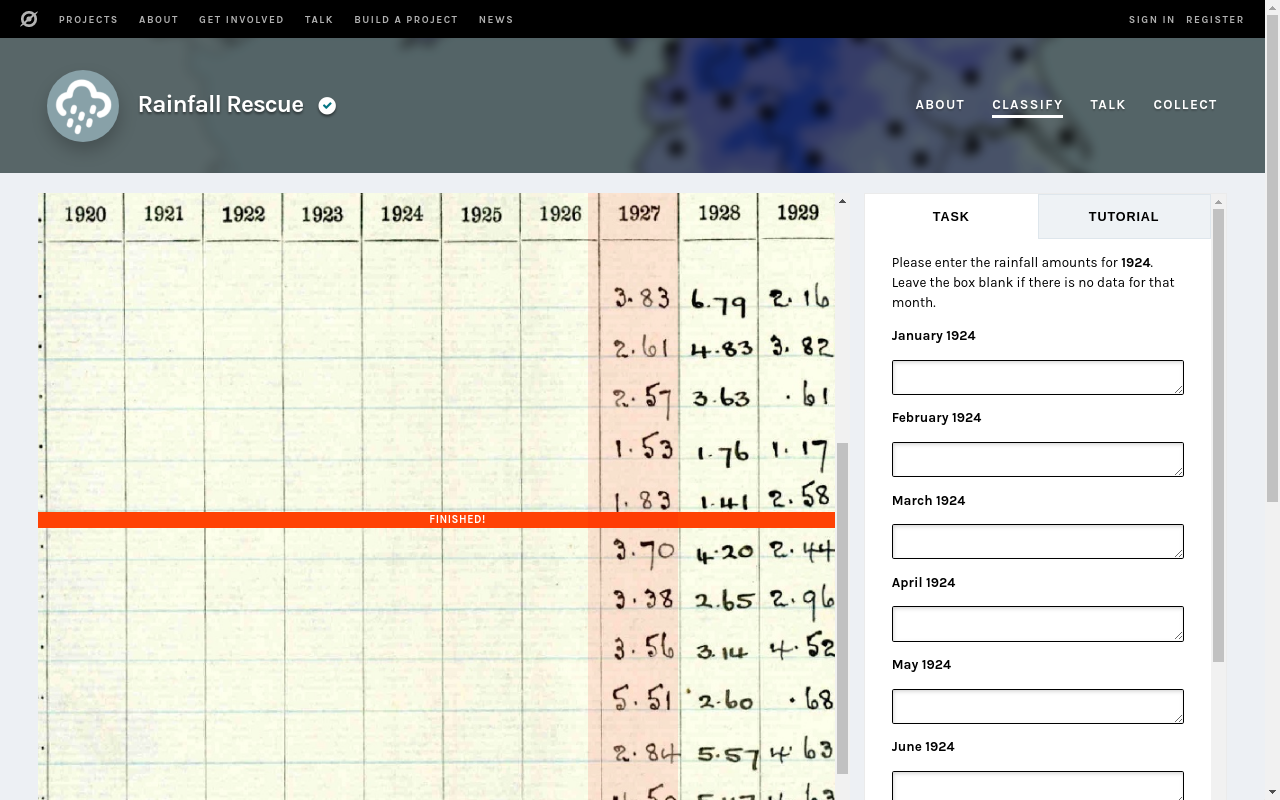 PROJECTS ABOUT GET INVOLVED TALK BUILD A PROJECT NEWS SIGN IN REGISTER
Rainfall Rescue ABOUT CLASSIFY TALK COLLECT
1920 1921 1922 1923 1924 1925 1926 1927 1928 1929
3.83 6.79 2.16
2.61 4.83 3.82
2.57 3.63 .61
1.53 1.76 1.17
1.83 1.41 2.58
FINISHED!
3.70 4.20 2.44
3.38 2.65 2.96
3.56 3.14 4.52
5.51 2.60 .68
2.84 5.57 4.63
TASK TUTORIAL
Please enter the rainfall amounts for 1924.
Leave the box blank if there is no data for that
month.
January 1924
February 1924
March 1924
April 1924
May 1924
June 1924